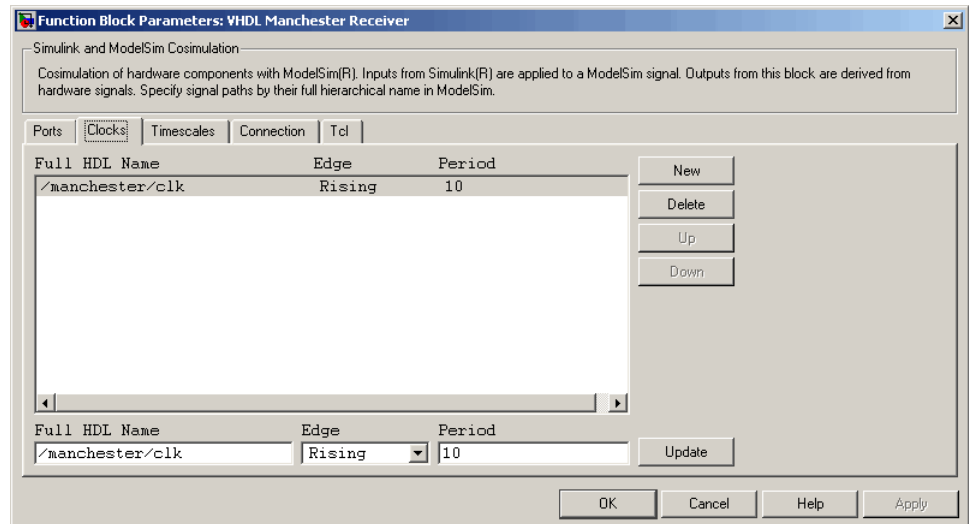 Function Block Parameters: VHDL Manchester Receiver
Simulink and ModelSim Cosimulation
Cosimulation of hardware components with ModelSim(R). Inputs from Simulink(R) are applied to a ModelSim signal. Outputs from this block are derived from
hardware signals. Specify signal paths by their full hierarchical name in ModelSim.
Ports Clocks Timescales Connection Tcl
Full HDL Name Edge Period
/manchester/clk Rising 10
New
Delete
Up
Down
Full HDL Name Edge Period
/manchester/clk Rising 10 Update
OK Cancel Help Apply